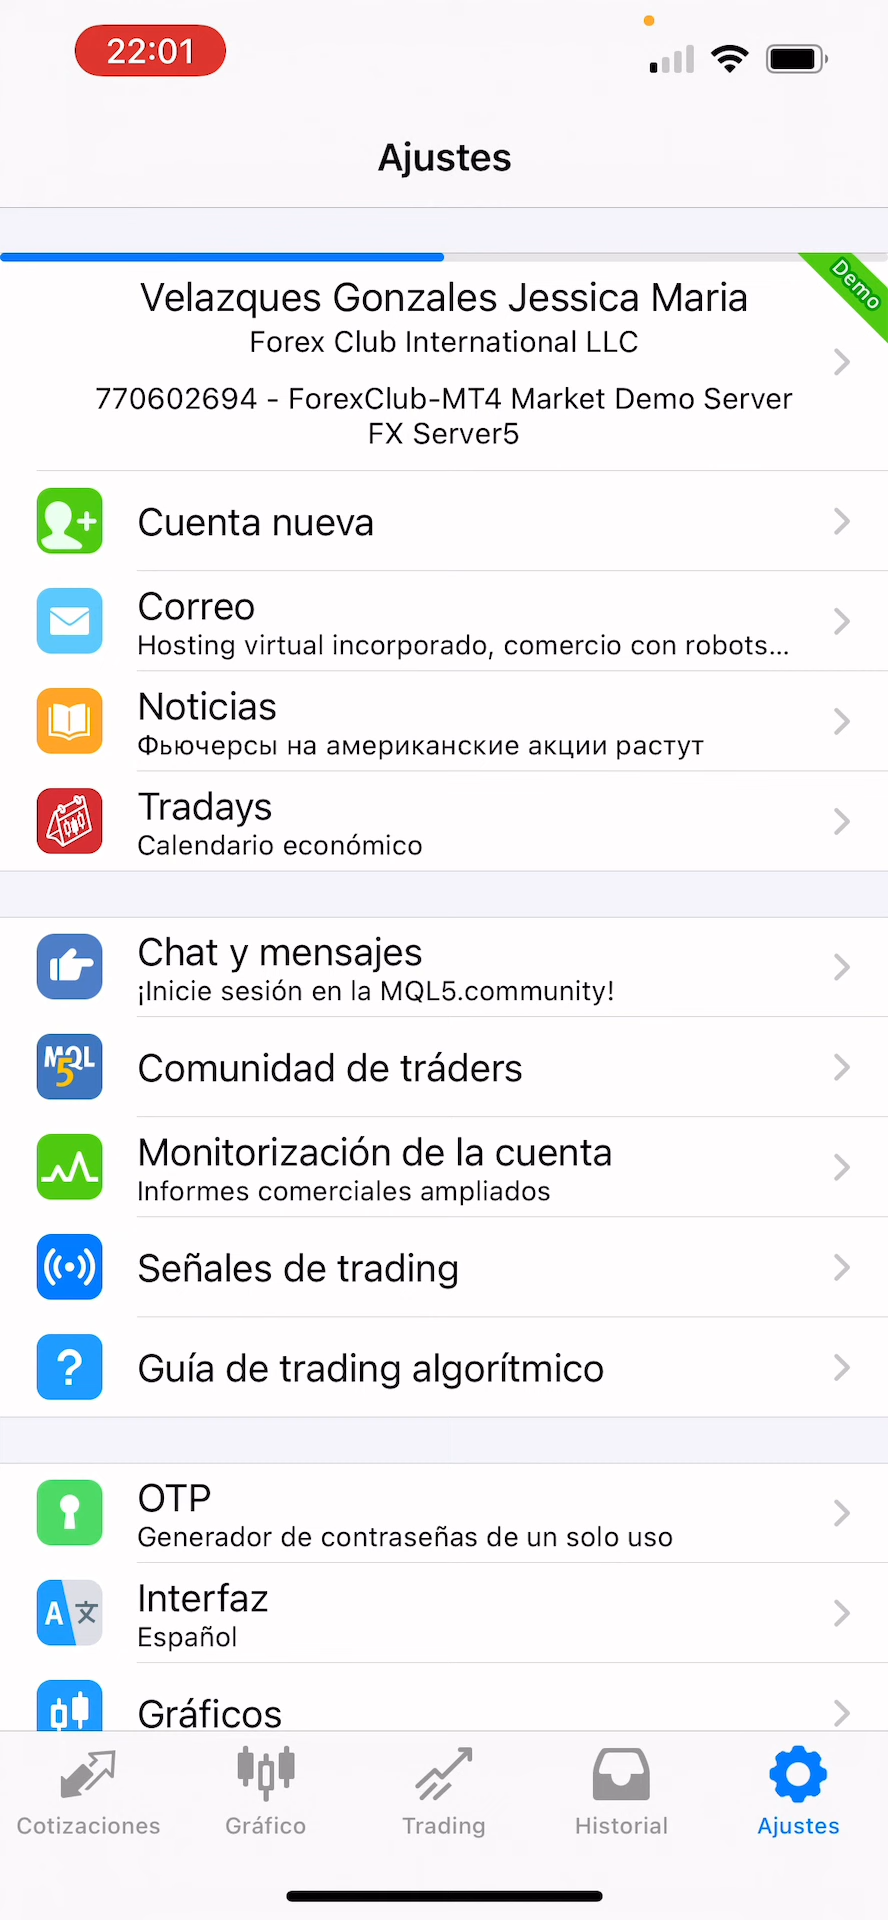 22:01
Ajustes
Demo
Velazques Gonzales Jessica Maria
Forex Club International LLC
770602694 - ForexClub-MT4 Market Demo Server
FX Server5
Cuenta nueva
Correo
Hosting virtual incorporado, comercio con robots...
Noticias
Фьючерсы на американские акции растут
Tradays
Calendario económico
Chat y mensajes
¡Inicie sesión en la MQL5.community!
MQL
5
Comunidad de tráders
Monitorización de la cuenta
Informes comerciales ampliados
Señales de trading
?
Guía de trading algorítmico
OTP
Generador de contraseñas de un solo uso
A 文
Interfaz
Español
Gráficos
Cotizaciones Gráfico Trading Historial Ajustes